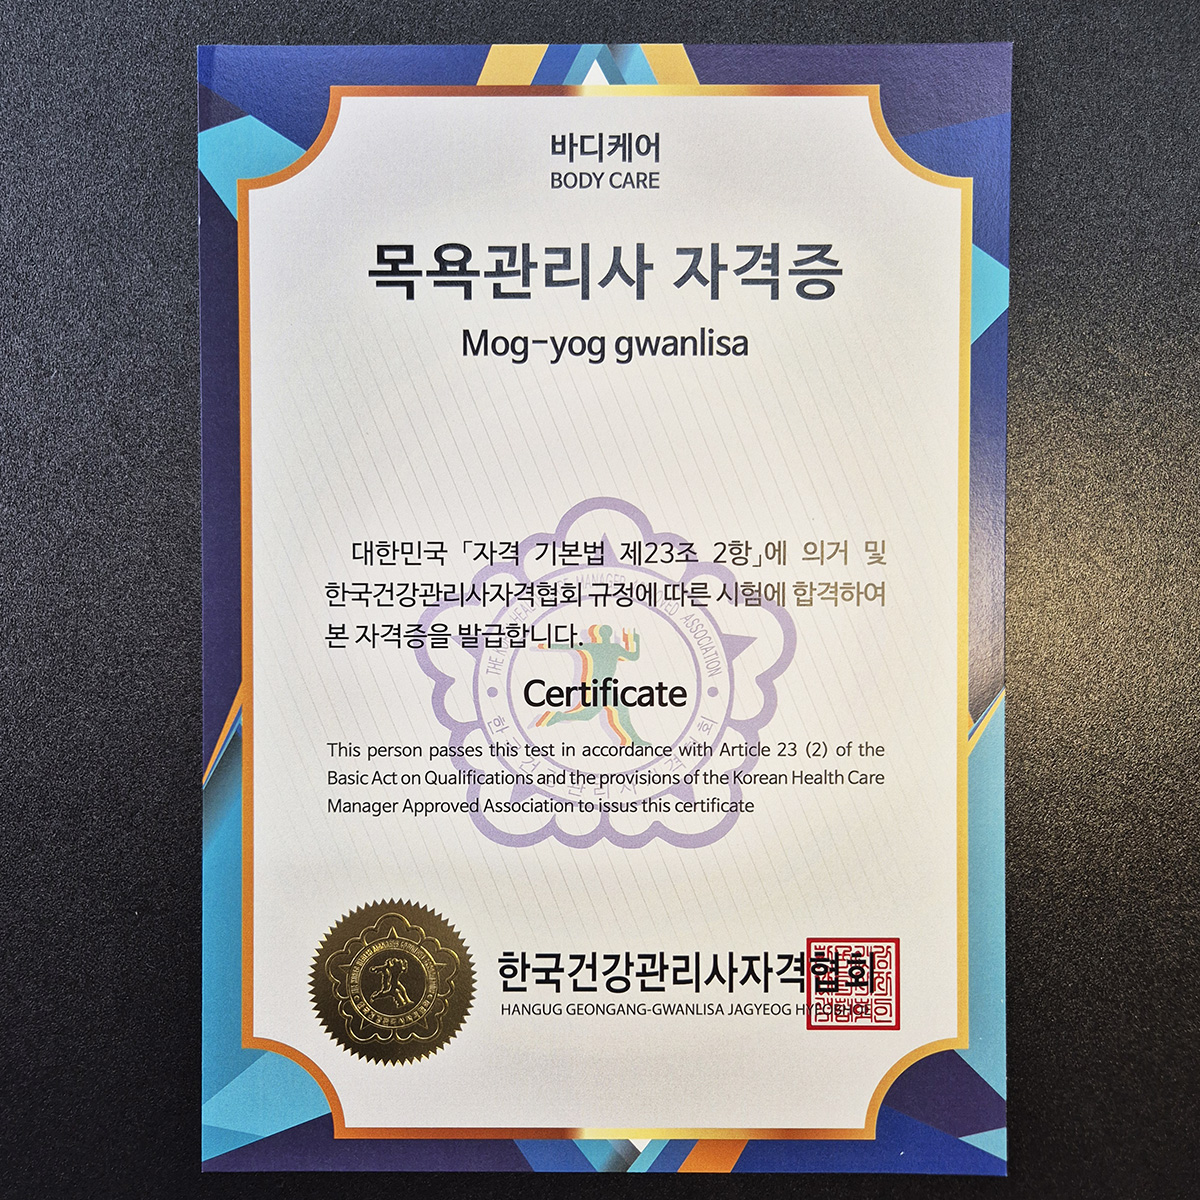 바디케어
BODY CARE
목욕관리사 자격증
Mog-yog gwanlisa
대한민국 「자격 기본법 제23조 2항」에 의거 및
한국건강관리사자격협회 규정에 따른 시험에 합격하여
본 자격증을 발급합니다.
Certificate
This person passes this test in accordance with Article 23 (2) of the
Basic Act on Qualifications and the provisions of the Korean Health Care
Manager Approved Association to issus this certificate
한국건강관리사자격협회
HANGUG GEONGANG-GWANLISA JAGYEOG